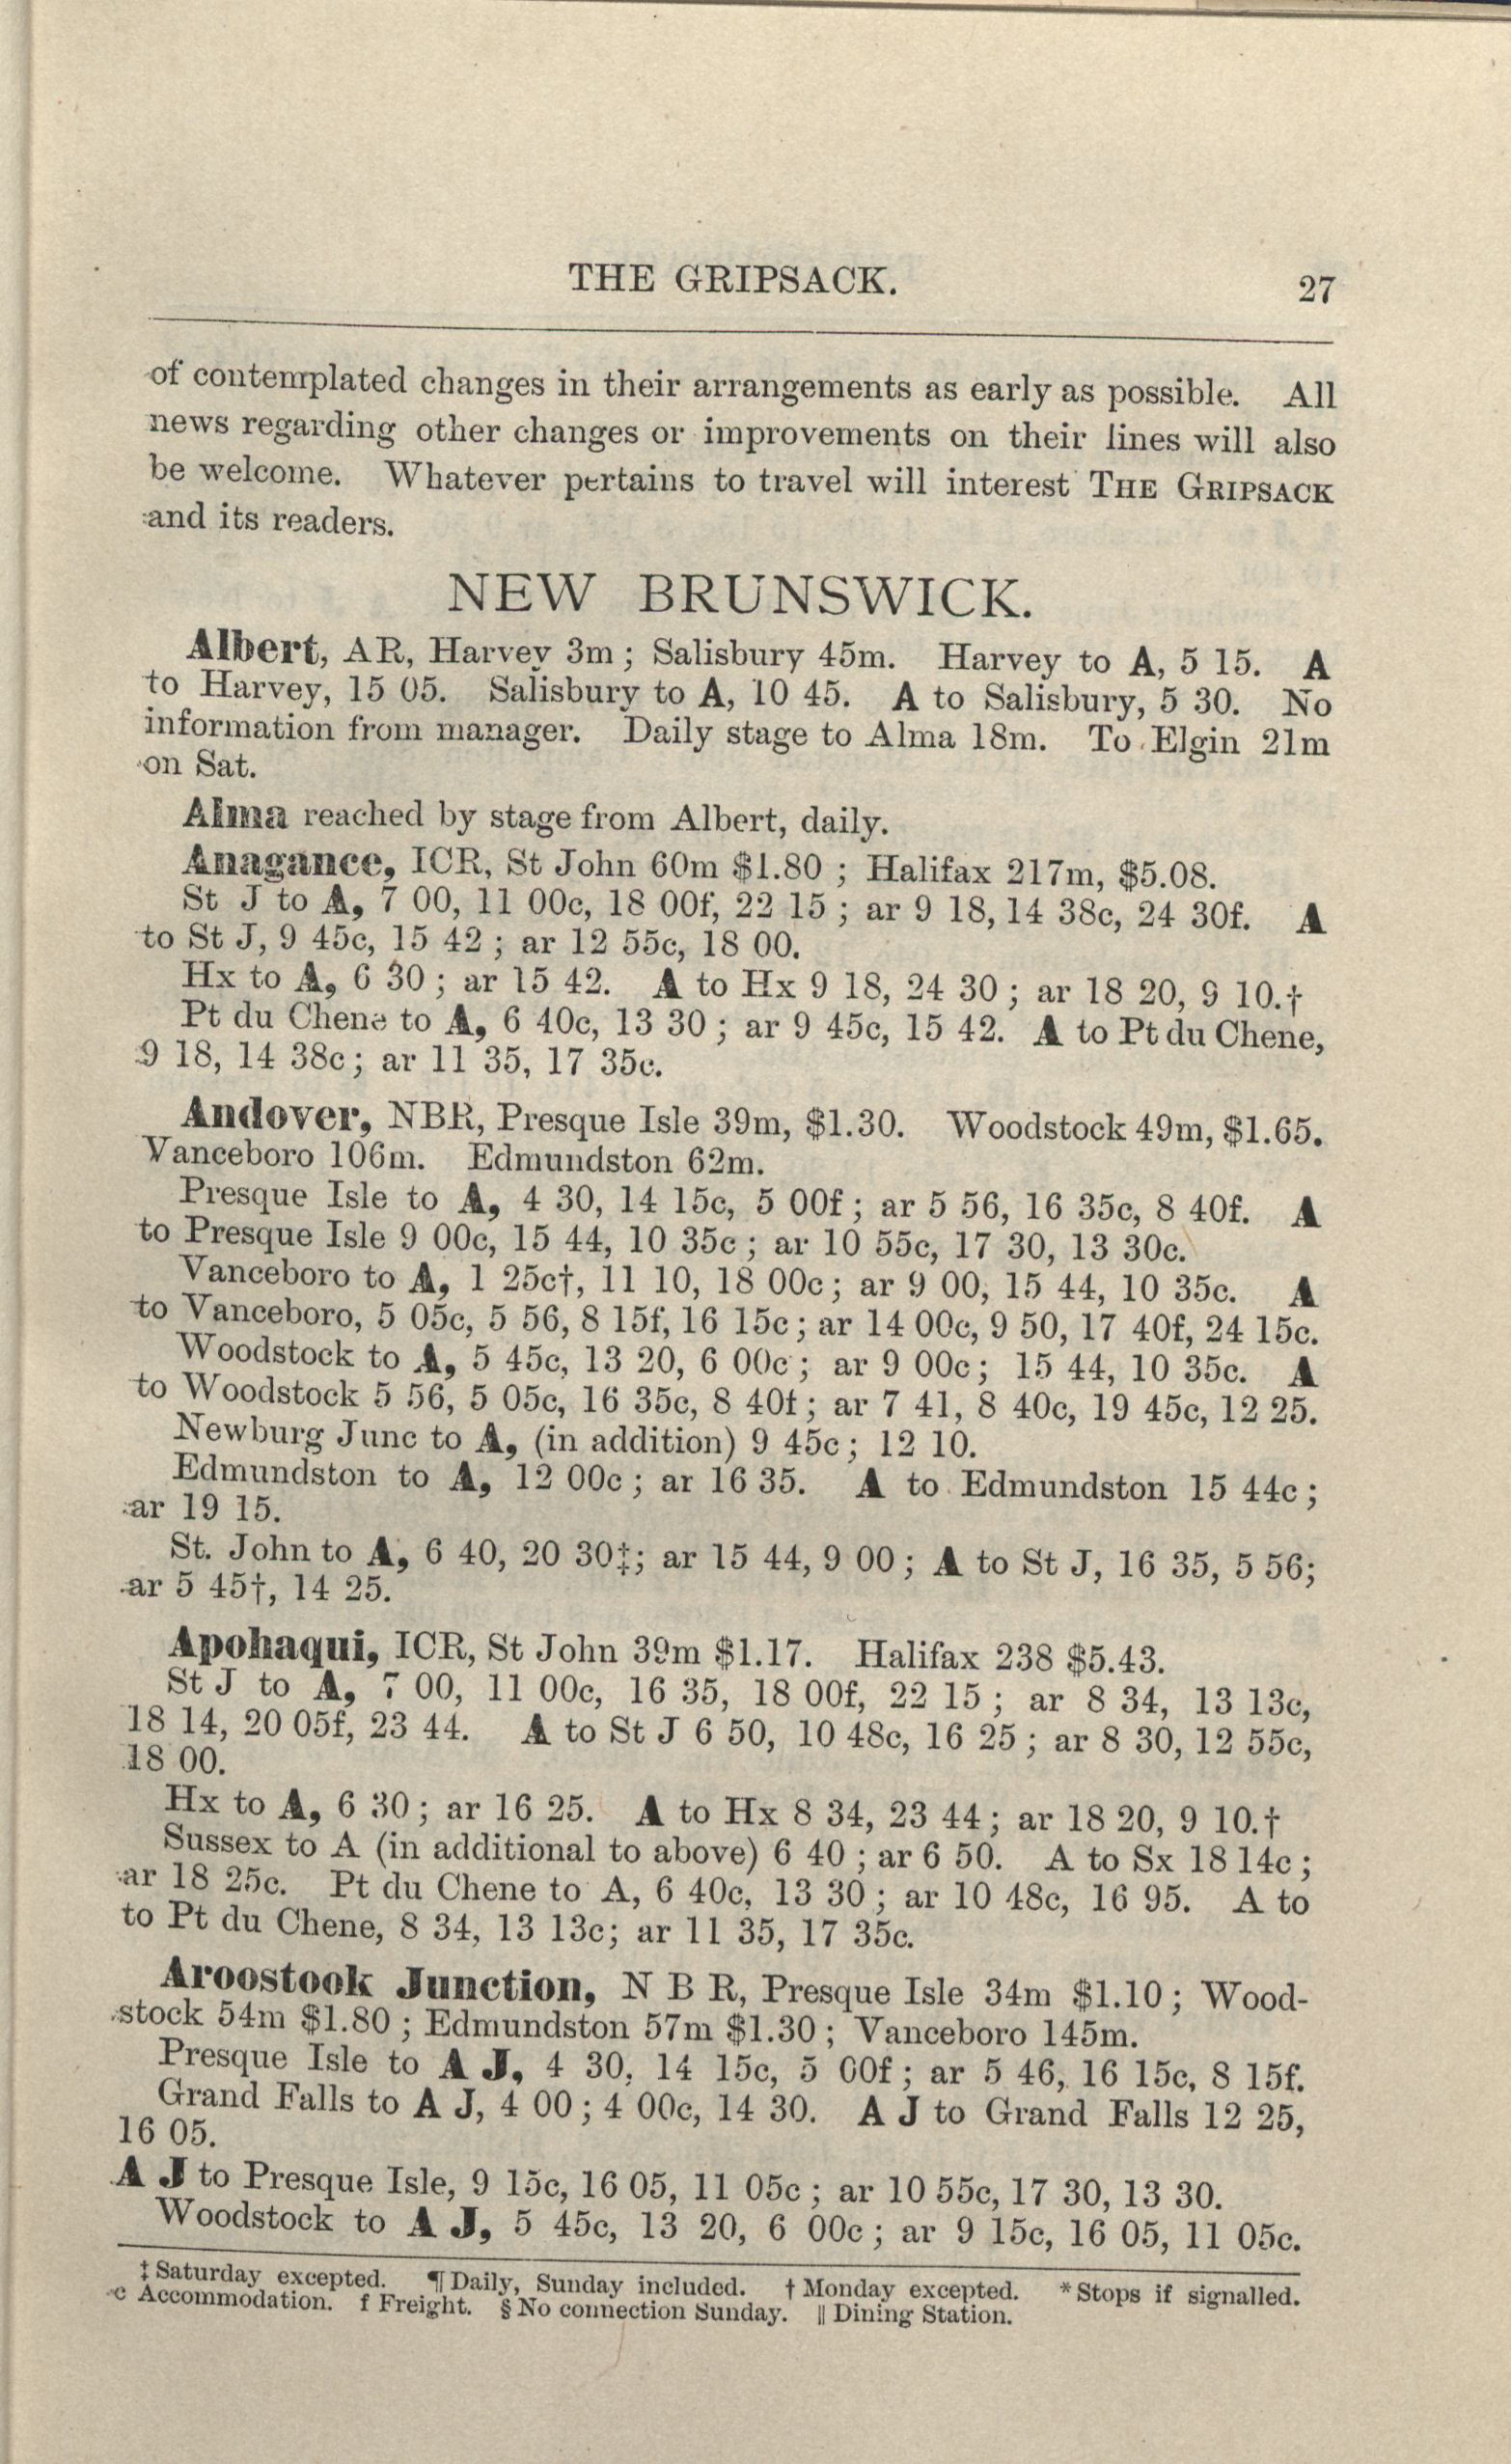 THE GRIPSACK. 27
of contemplated changes in their arrangements as early as possible. All
news regarding other changes or improvements on their lines will also
be welcome. Whatever pertains to travel will interest THE GRIPSACK
and its readers.
NEW BRUNSWICK.
Albert, AR, Harvey 3m; Salisbury 45m. Harvey to A, 5 15. A
to Harvey, 15 05. Salisbury to A, 10 45. A to Salisbury, 5 30. No
information from manager. Daily stage to Alma 18m. To Elgin 21m
on Sat.
Alma reached by stage from Albert, daily.
Anagance, ICR, St John 60m $1.80; Halifax 217m, $5.08.
St J to A, 7 00, 11 00c, 18 00f, 22 15; ar 9 18, 14 38c, 24 30f. A
to St J, 9 45c, 15 42; ar 12 55c, 18 00.
Hx to A, 6 30; ar 15 42. A to Hx 9 18, 24 30; ar 18 20, 9 10.†
Pt du Chene to A, 6 40c, 13 30; ar 9 45c, 15 42. A to Pt du Chene,
9 18, 14 38c; ar 11 35, 17 35c.
Andover, NBR, Presque Isle 39m, $1.30. Woodstock 49m, $1.65.
Vanceboro 106m. Edmundston 62m.
Presque Isle to A, 4 30, 14 15c, 5 00f; ar 5 56, 16 35c, 8 40f. A
to Presque Isle 9 00c, 15 44, 10 35c; ar 10 55c, 17 30, 13 30c.
Vanceboro to A, 1 25c†, 11 10, 18 00c; ar 9 00, 15 44, 10 35c. A
to Vanceboro, 5 05c, 5 56, 8 15f, 16 15c; ar 14 00c, 9 50, 17 40f, 24 15c.
Woodstock to A, 5 45c, 13 20, 6 00c; ar 9 00c; 15 44, 10 35c. A
to Woodstock 5 56, 5 05c, 16 35c, 8 40f; ar 7 41, 8 40c, 19 45c, 12 25.
Newburg Junc to A, (in addition) 9 45c; 12 10.
Edmundston to A, 12 00c; ar 16 35. A to Edmundston 15 44c;
ar 19 15.
St. John to A, 6 40, 20 30‡; ar 15 44, 9 00; A to St J, 16 35, 5 56;
ar 5 45†, 14 25.
Apohaqui, ICR, St John 39m $1.17. Halifax 238 $5.43.
St J to A, 7 00, 11 00c, 16 35, 18 00f, 22 15; ar 8 34, 13 13c,
18 14, 20 05f, 23 44. A to St J 6 50, 10 48c, 16 25; ar 8 30, 12 55c,
18 00.
Hx to A, 6 30; ar 16 25. A to Hx 8 34, 23 44; ar 18 20, 9 10.†
Sussex to A (in additional to above) 6 40; ar 6 50. A to Sx 18 14c;
ar 18 25c. Pt du Chene to A, 6 40c, 13 30; ar 10 48c, 16 95. A to
to Pt du Chene, 8 34, 13 13c; ar 11 35, 17 35c.
Aroostook Junction, N B R, Presque Isle 34m $1.10; Wood-
stock 54m $1.80; Edmundston 57m $1.30; Vanceboro 145m.
Presque Isle to A J, 4 30, 14 15c, 5 00f; ar 5 46, 16 15c, 8 15f.
Grand Falls to A J, 4 00; 4 00c, 14 30. A J to Grand Falls 12 25,
16 05.
A J to Presque Isle, 9 15c, 16 05, 11 05c; ar 10 55c, 17 30, 13 30.
Woodstock to A J, 5 45c, 13 20, 6 00c; ar 9 15c, 16 05, 11 05c.
‡ Saturday excepted. ¶ Daily, Sunday included. † Monday excepted. * Stops if signalled.
c Accommodation. f Freight. § No connection Sunday. ‖ Dining Station.